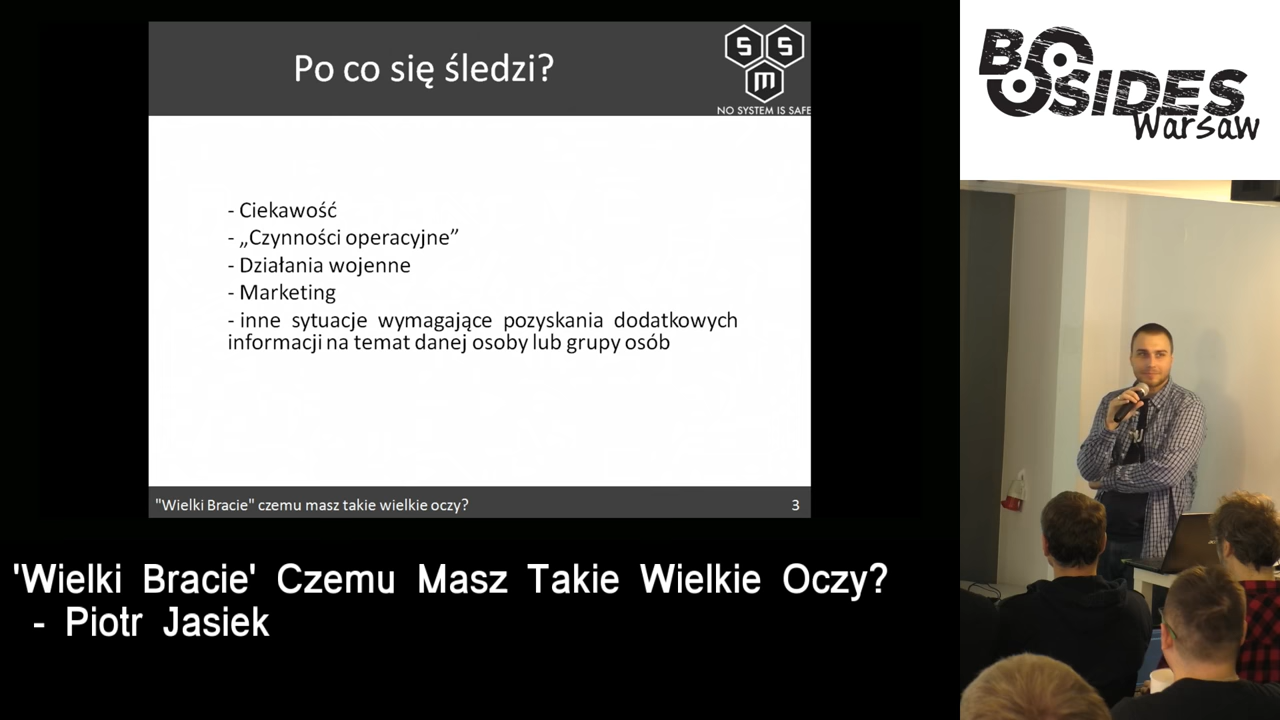 Po co się śledzi?
S S
m
NO SYSTEM IS SAFE
- Ciekawość
- „Czynności operacyjne”
- Działania wojenne
- Marketing
- inne sytuacje wymagające pozyskania dodatkowych
informacji na temat danej osoby lub grupy osób
"Wielki Bracie" czemu masz takie wielkie oczy?
3
'Wielki Bracie' Czemu Masz Takie Wielkie Oczy?
- Piotr Jasiek
BSIDES
Warsaw